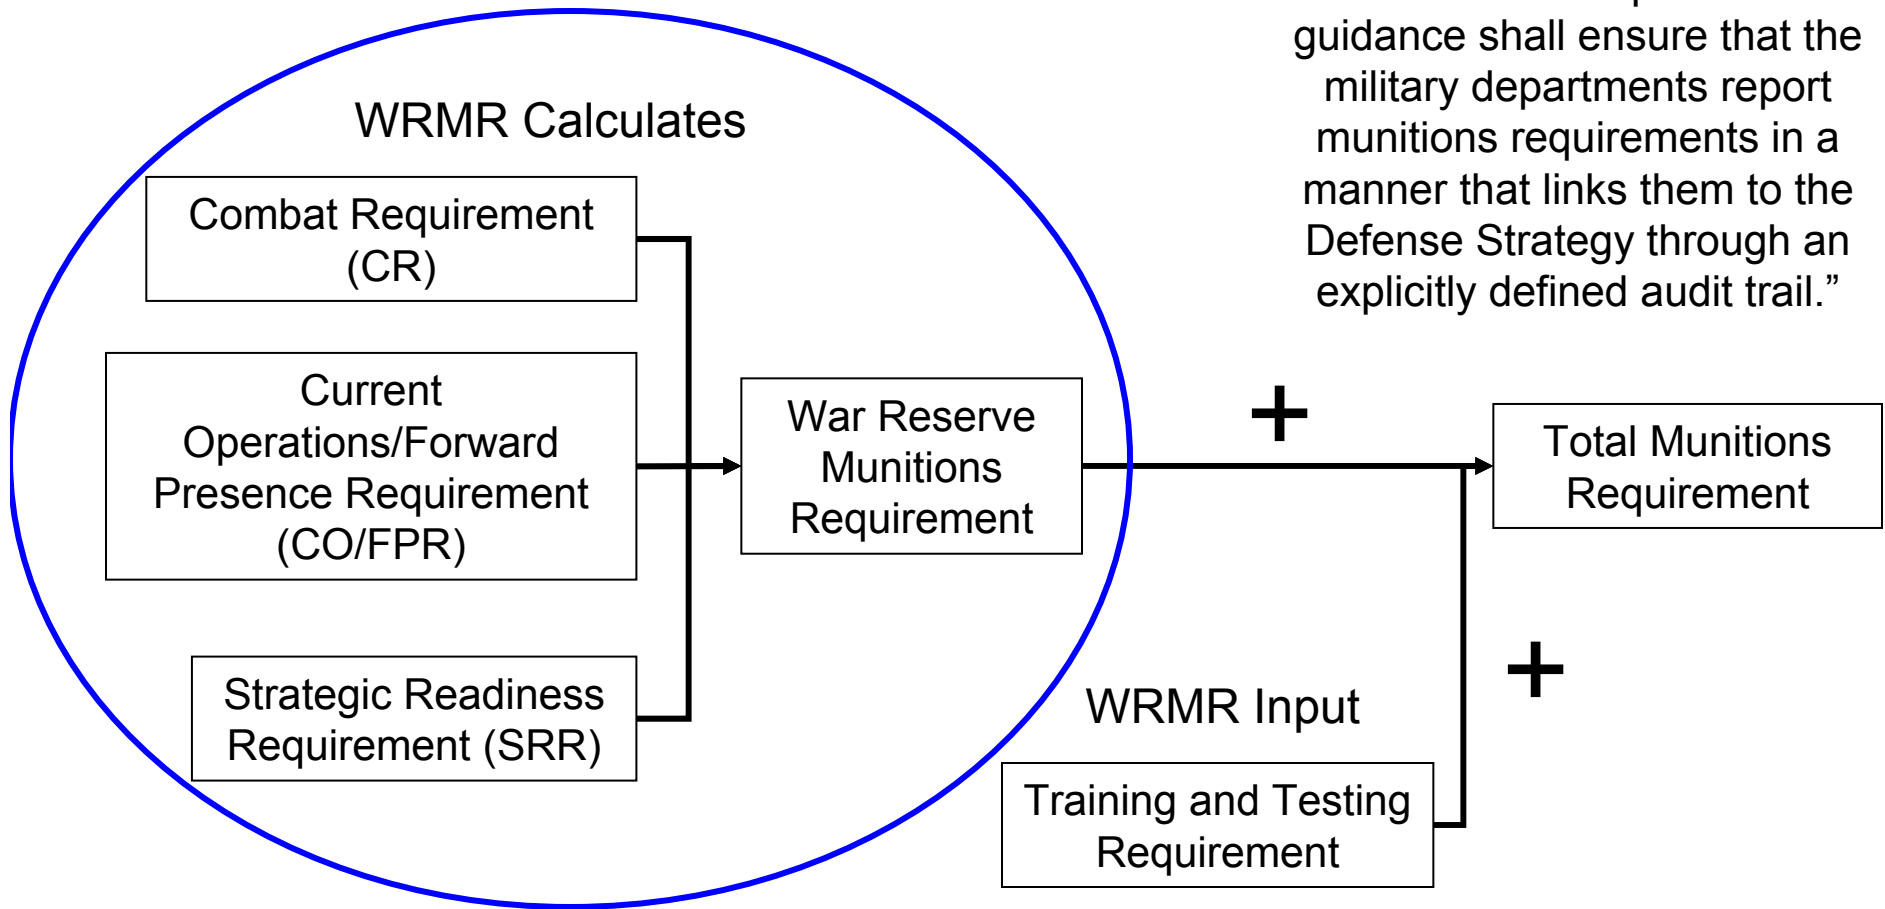 guidance shall ensure that the
military departments report
munitions requirements in a
manner that links them to the
Defense Strategy through an
explicitly defined audit trail.”
WRMR Calculates
Combat Requirement
(CR)
Current
Operations/Forward
Presence Requirement
(CO/FPR)
Strategic Readiness
Requirement (SRR)
War Reserve
Munitions
Requirement
+
Total Munitions
Requirement
+
WRMR Input
Training and Testing
Requirement